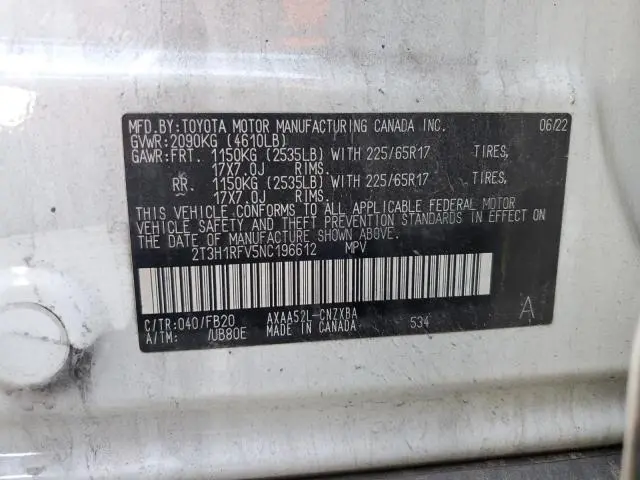 MFD.BY:TOYOTA MOTOR MANUFACTURING CANADA INC. 06/22
GVWR:2090KG (4610LB)
GAWR:FRT. 1150KG (2535LB) WITH 225/65R17 TIRES,
17X7.0J RIMS.
RR. 1150KG (2535LB) WITH 225/65R17 TIRES,
17X7.0J RIMS.
THIS VEHICLE CONFORMS TO ALL APPLICABLE FEDERAL MOTOR
VEHICLE SAFETY AND THEFT PREVENTION STANDARDS IN EFFECT ON
THE DATE OF MANUFACTURE SHOWN ABOVE.
2T3H1RFV5NC196612 MPV
C/TR:040/FB20 AXAA52L-CNZXBA A
A/TM: /UB80E MADE IN CANADA 534